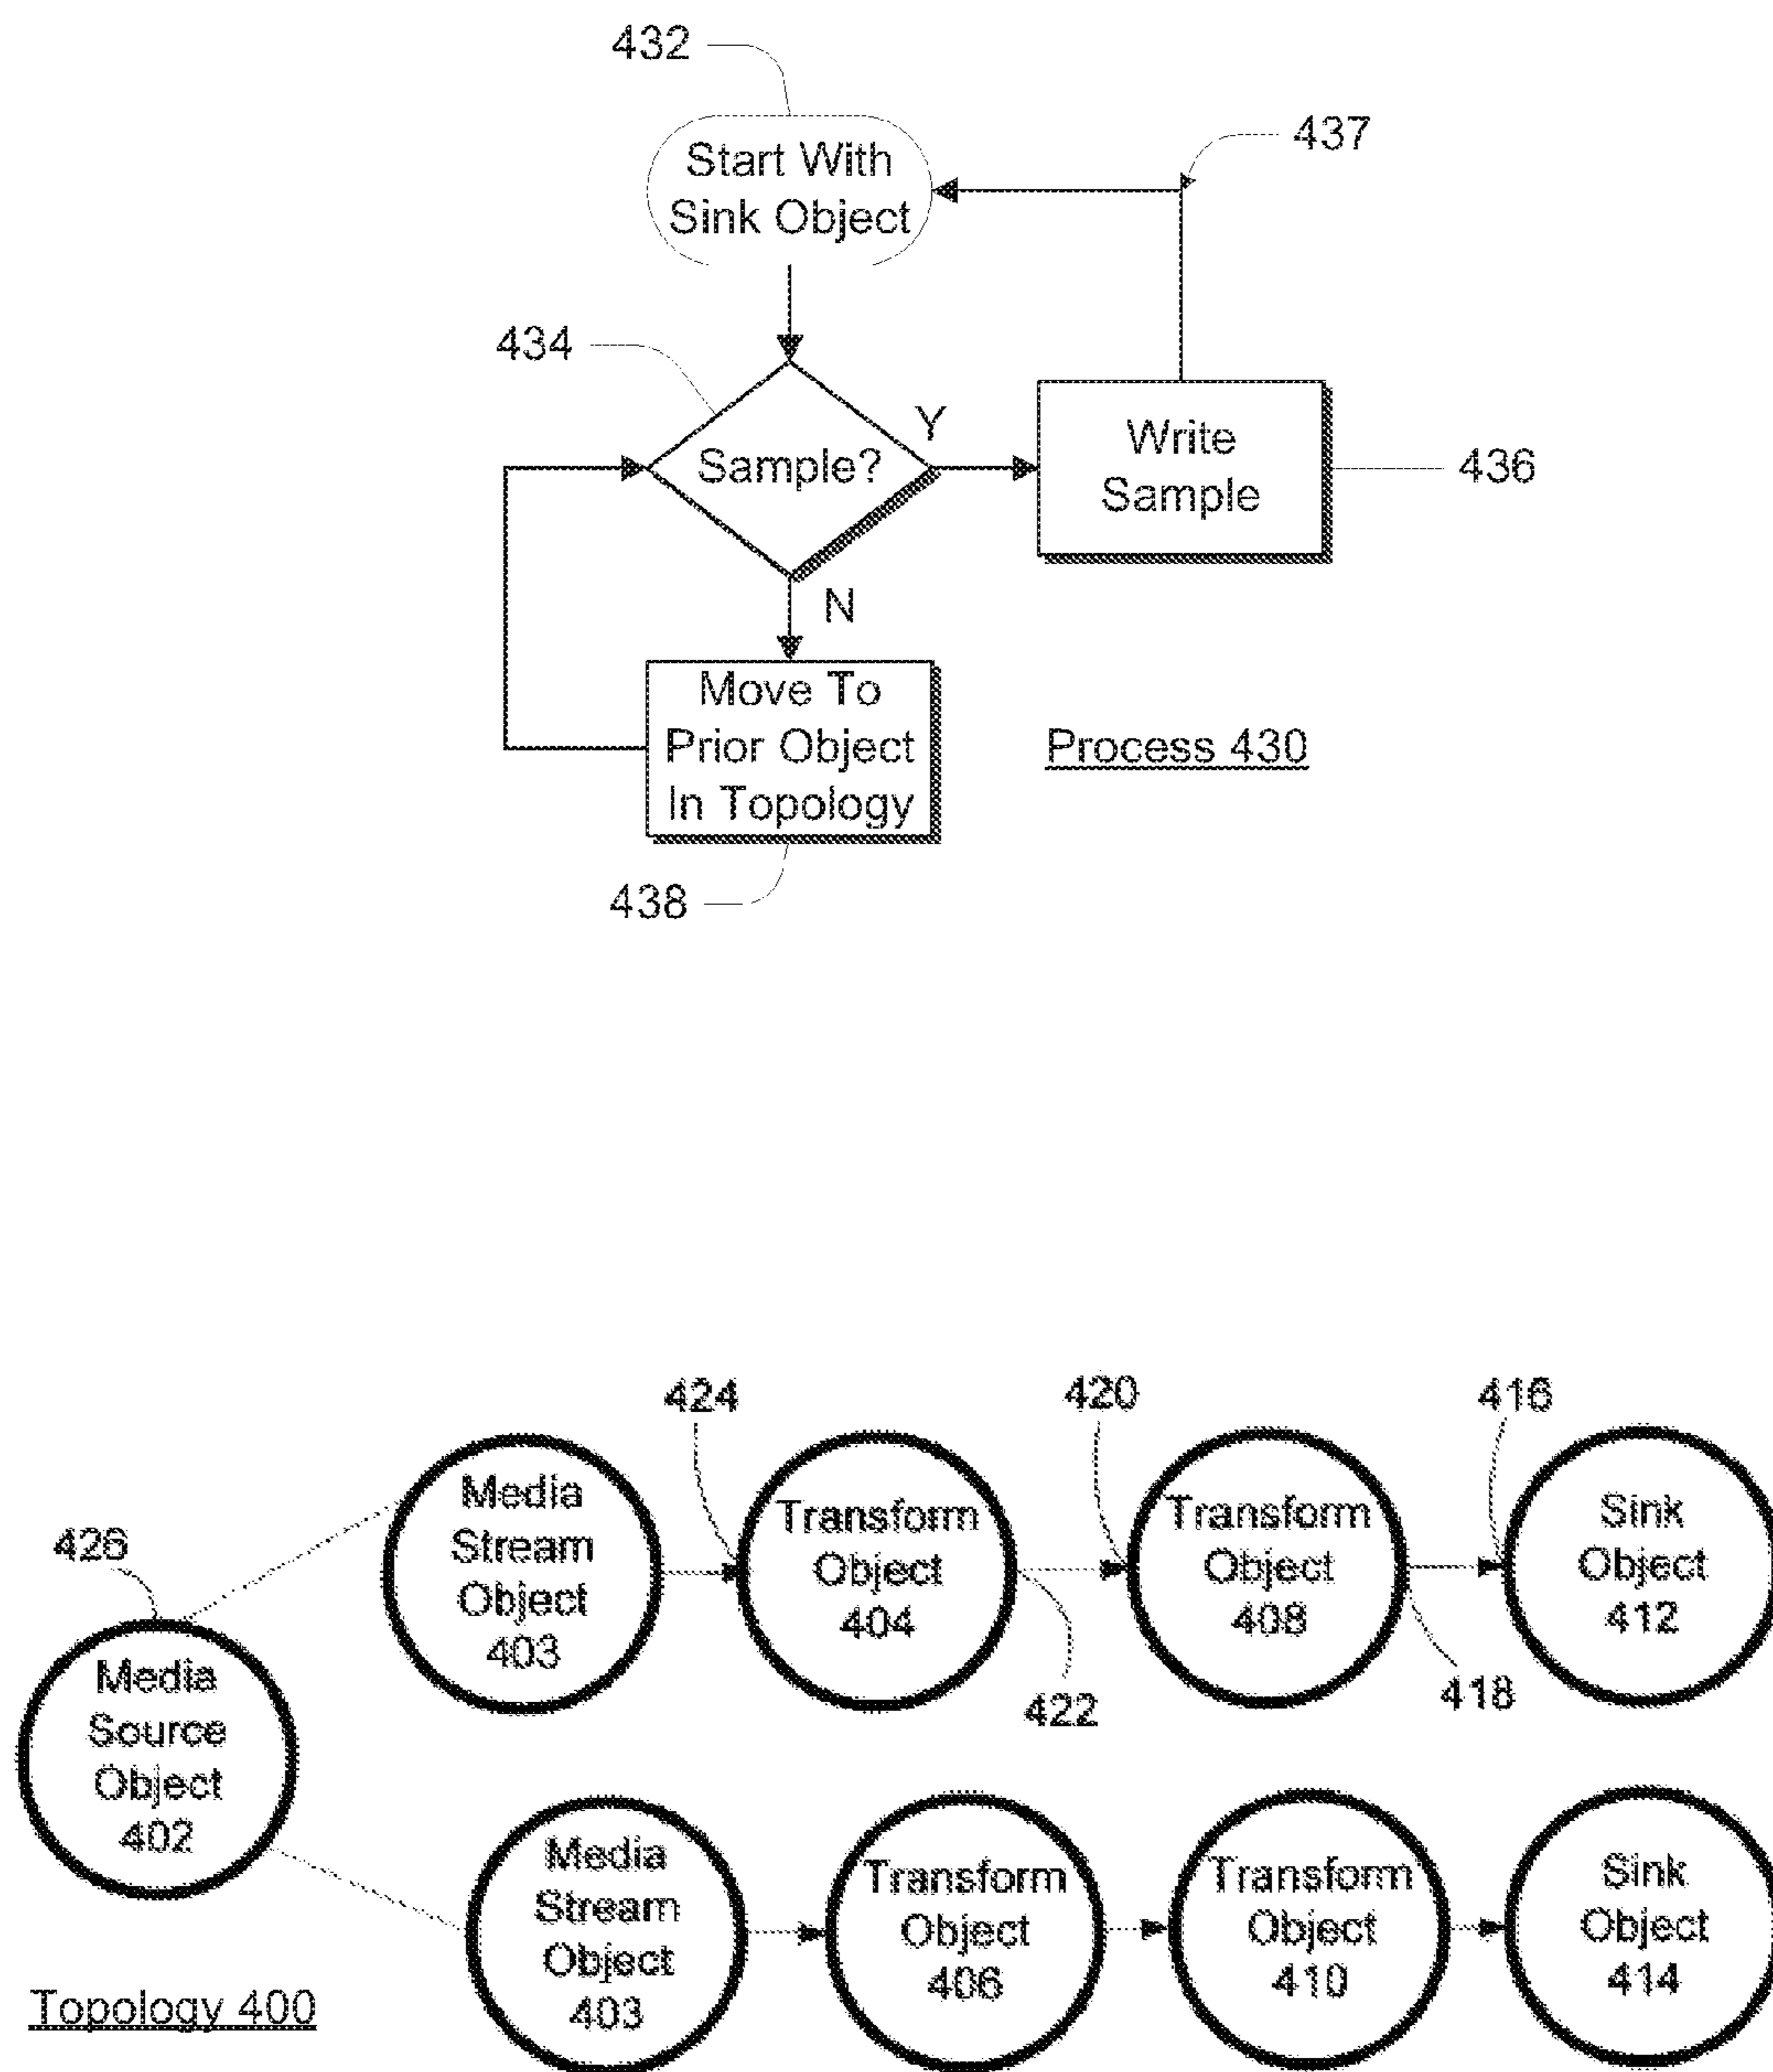 432
437
Start With
Sink Object
434
Y
Sample?
Write
Sample
436
N
Move To
Prior Object
In Topology
Process 430
438
424
420
416
Media
Stream
Object
403
Transform
Object
404
Transform
Object
408
Sink
Object
412
426
422
418
Media
Source
Object
402
Media
Stream
Object
403
Transform
Object
406
Transform
Object
410
Sink
Object
414
Topology 400